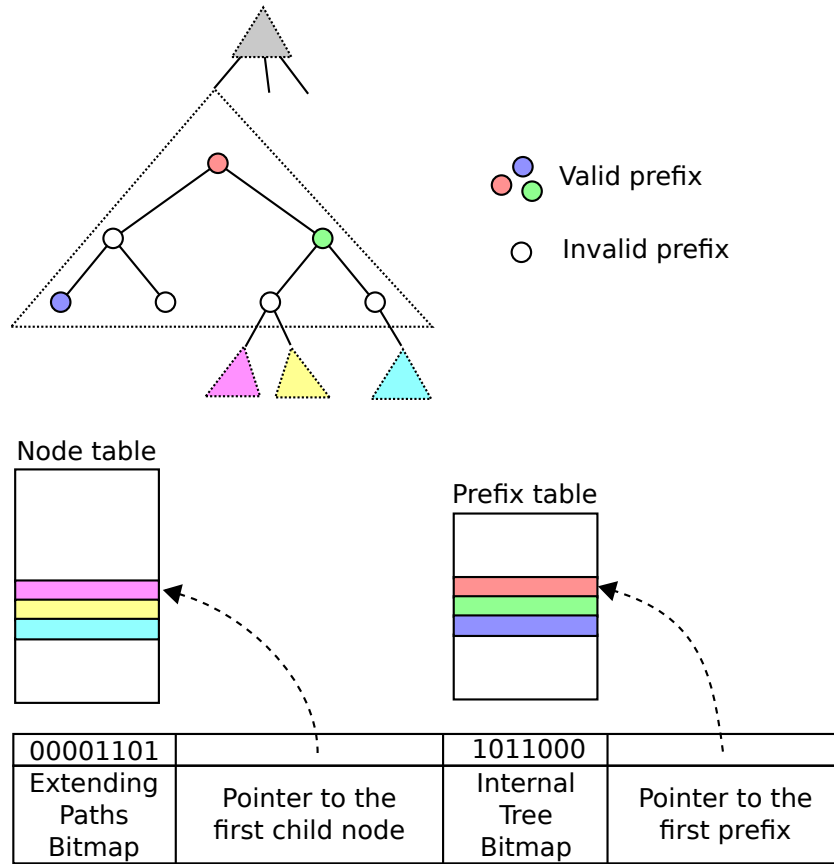 Valid prefix
Invalid prefix
Node table
Prefix table
00001101
1011000
Extending
Paths
Bitmap
Pointer to the
first child node
Internal
Tree
Bitmap
Pointer to the
first prefix